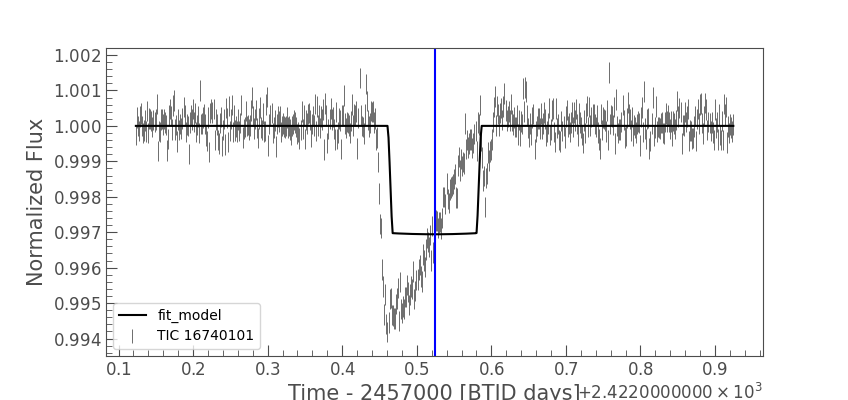 1.002
1.001
1.000
0.999
0.998
0.997
0.996
0.995
0.994
Normalized Flux
fit_model
TIC 16740101
0.1 0.2 0.3 0.4 0.5 0.6 0.7 0.8 0.9
Time - 2457000 [BTJD days]
+2.4220000000 × 10³